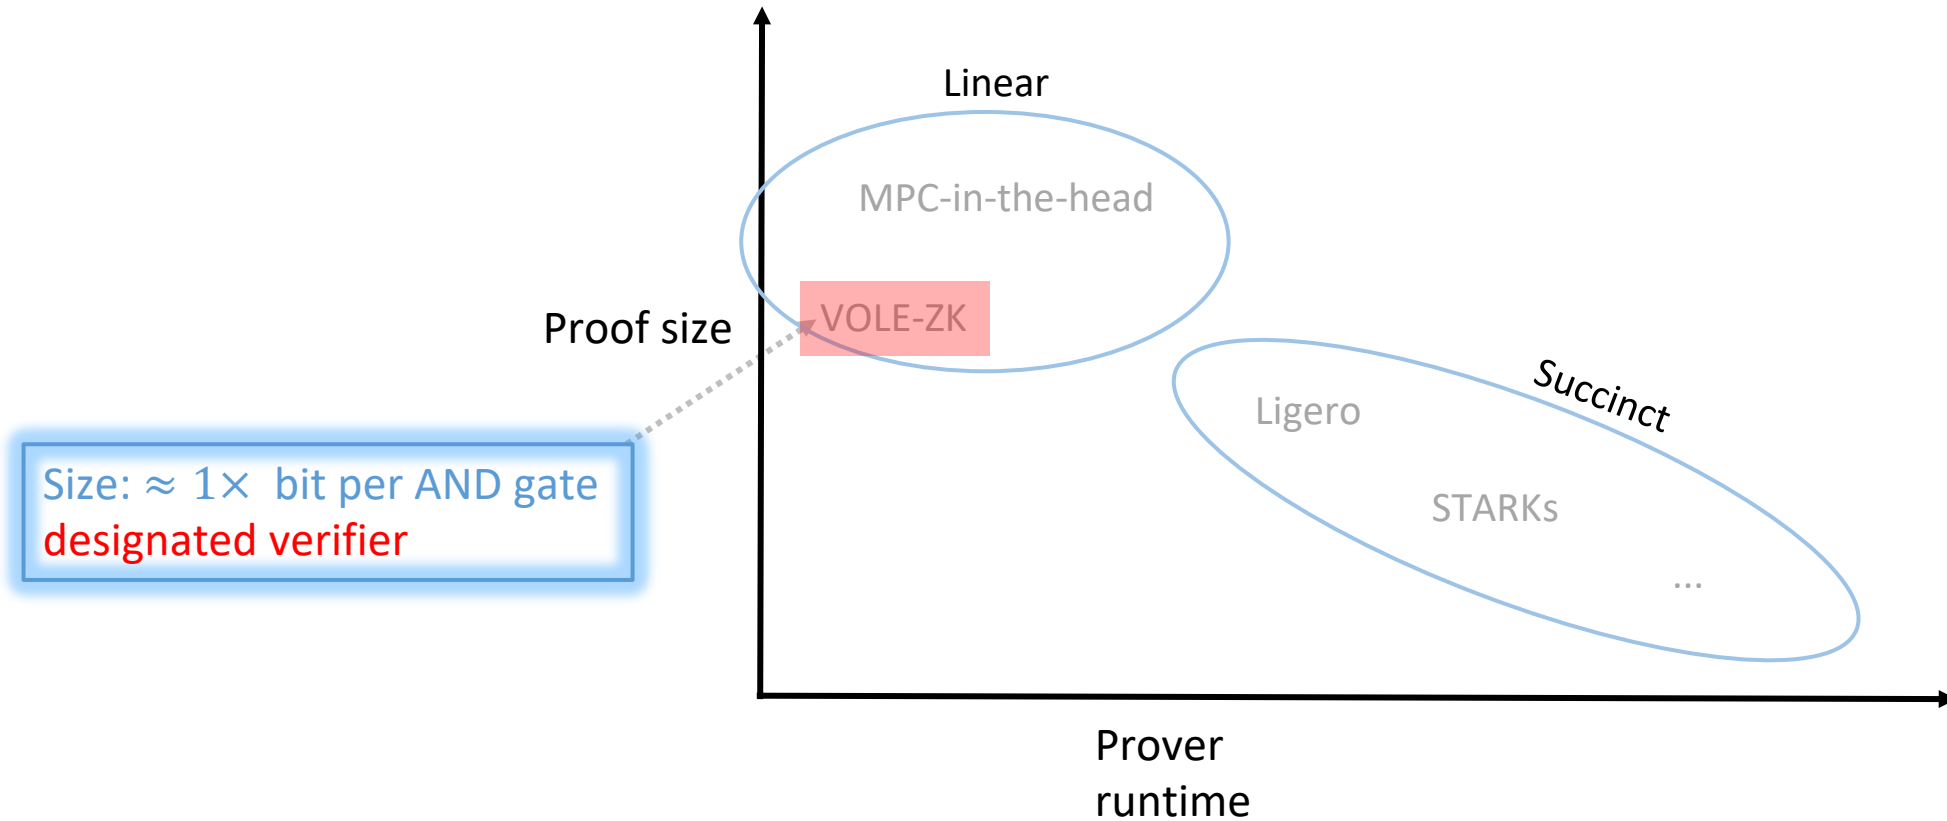 Linear
MPC-in-the-head
VOLE-ZK
Proof size
Succinct
Ligero
Size: ≈ 1× bit per AND gate
designated verifier
STARKs
...
Prover
runtime